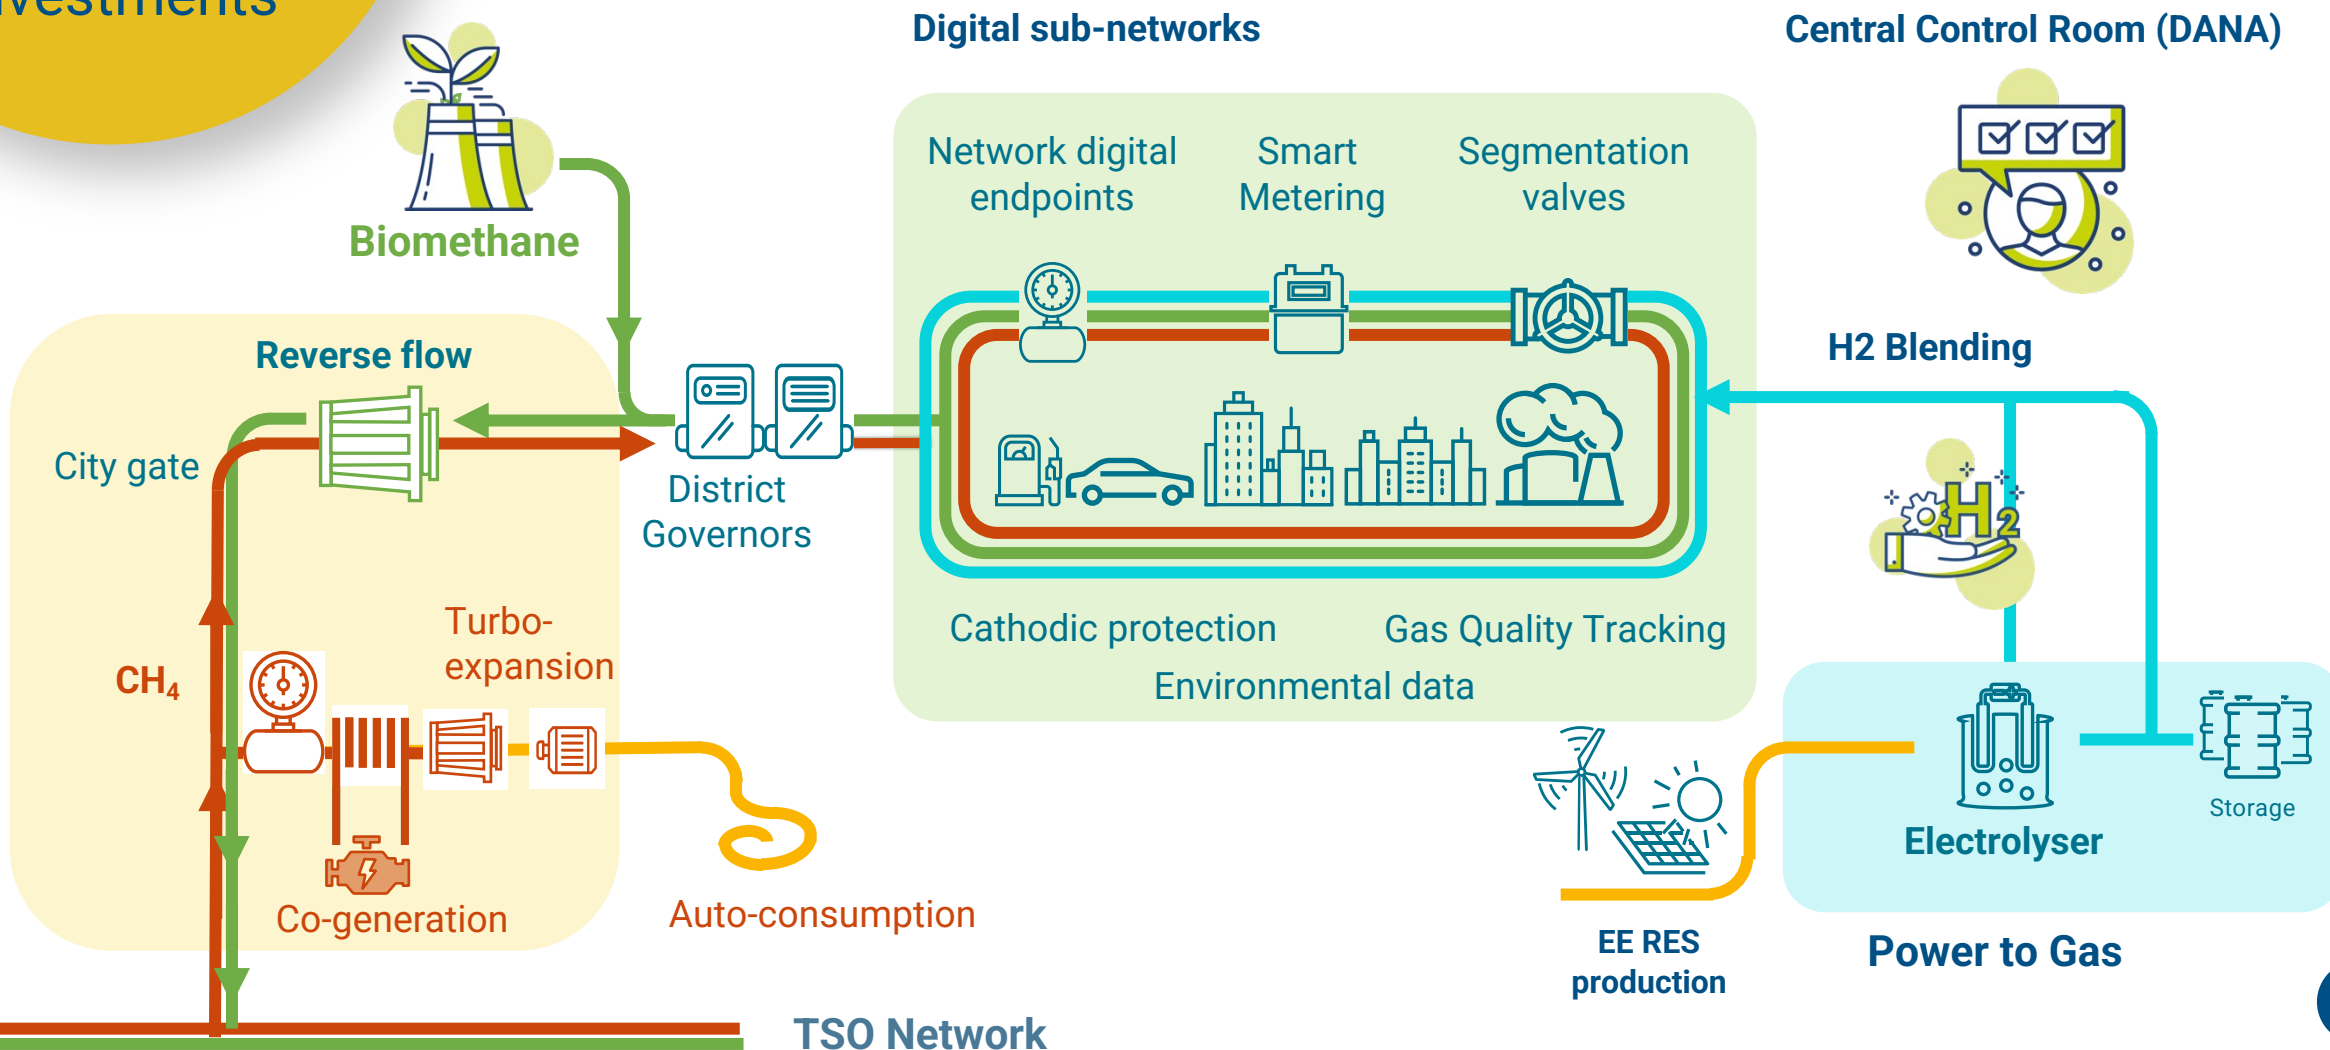 Digital sub-networks
Central Control Room (DANA)
Network digital
endpoints
Smart
Metering
Segmentation
valves
Biomethane
Reverse flow
H2 Blending
City gate
District
Governors
H2
Turbo-
expansion
Cathodic protection
Gas Quality Tracking
CH₄
Environmental data
Storage
Electrolyser
Co-generation
Auto-consumption
EE RES
production
Power to Gas
TSO Network